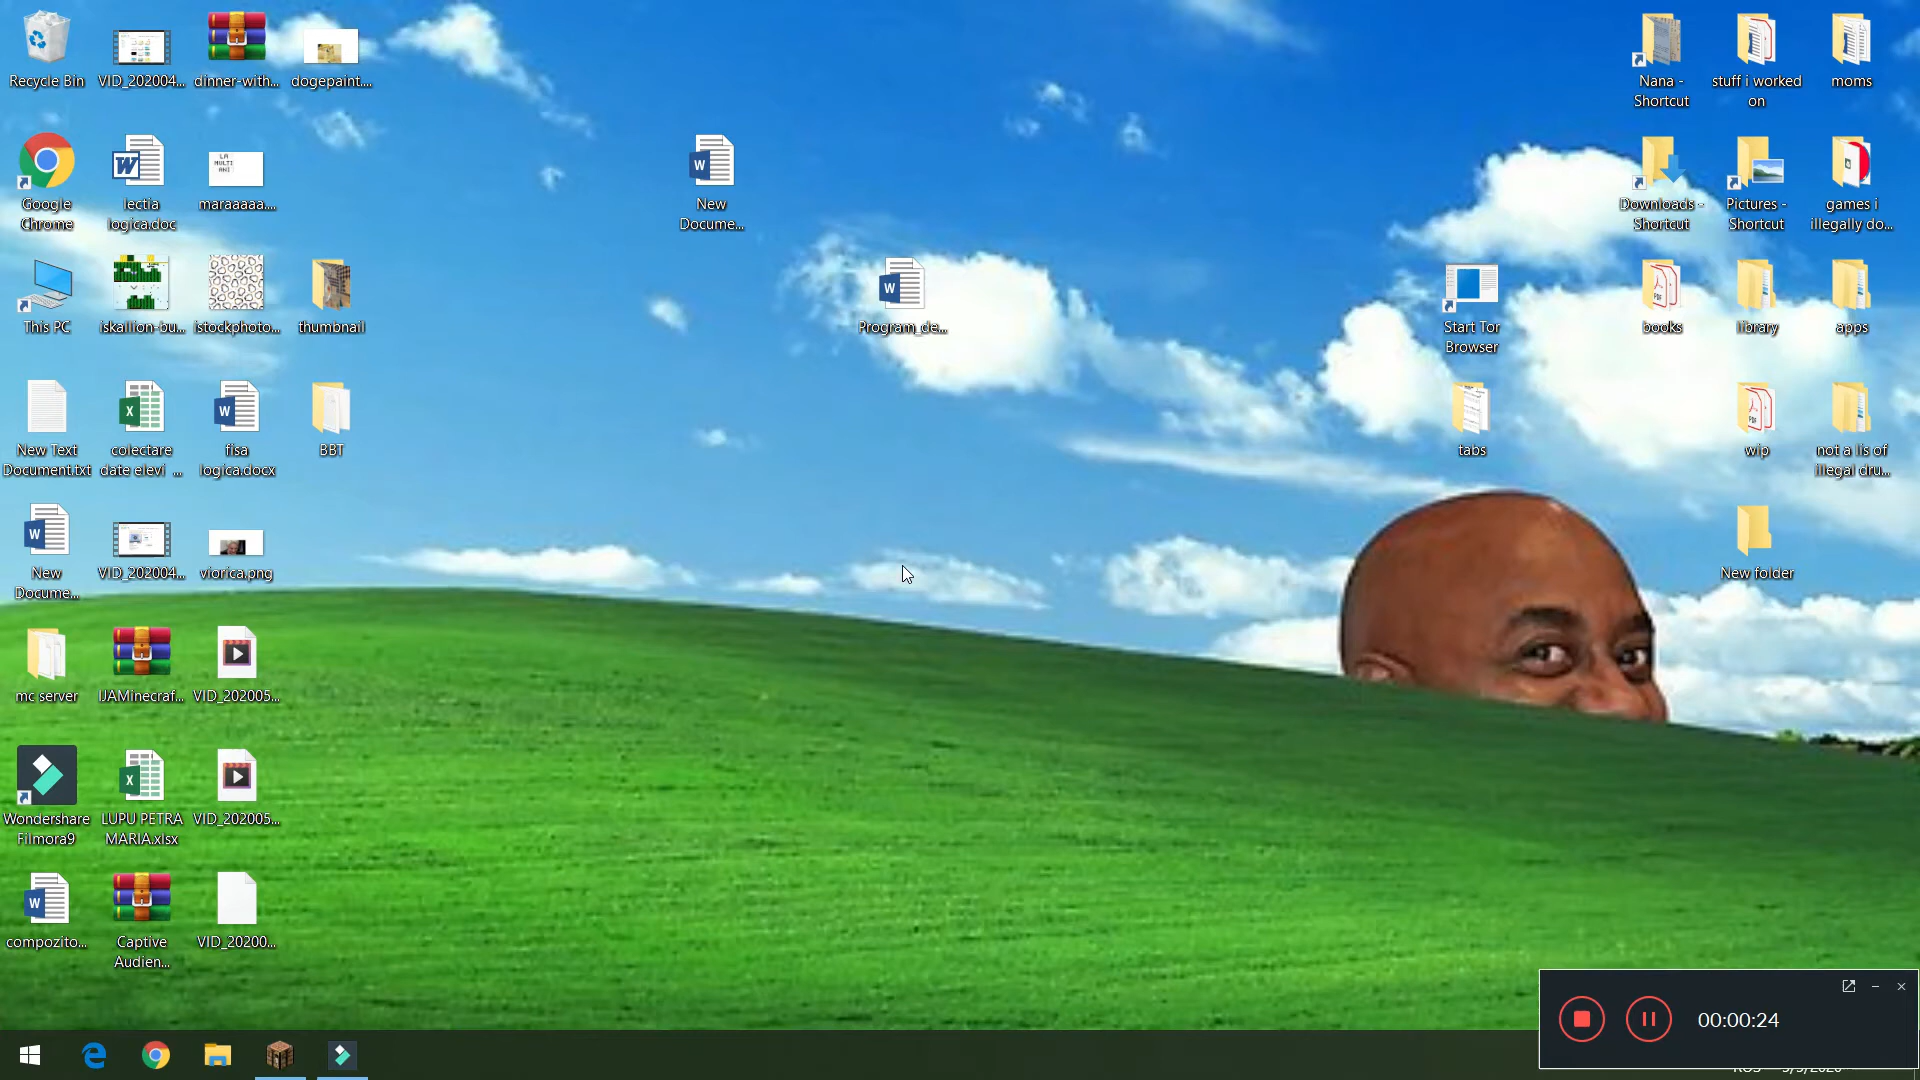 Recycle Bin
VID_202004...
dinner-with...
dogepaint....
Nana -
Shortcut
stuff i worked
on
moms
Google
Chrome
lectia
logica.doc
LA
MULTI
ANI
maraaaaa....
New
Docume...
Downloads -
Shortcut
Pictures -
Shortcut
games i
illegally do...
This PC
iskallion-bu...
istockphoto...
thumbnail
Program_de...
Start Tor
Browser
books
library
apps
New Text
Document.txt
colectare
date elevi ...
fisa
logica.docx
BBT
tabs
wip
not a lis of
illegal dru...
New
Docume...
VID_202004...
viorica.png
New folder
mc server
IJAMinecraf...
VID_202005...
Wondershare
Filmora9
LUPU PETRA
MARIA.xlsx
VID_202005...
compozito...
Captive
Audien...
VID_20200...
00:00:24